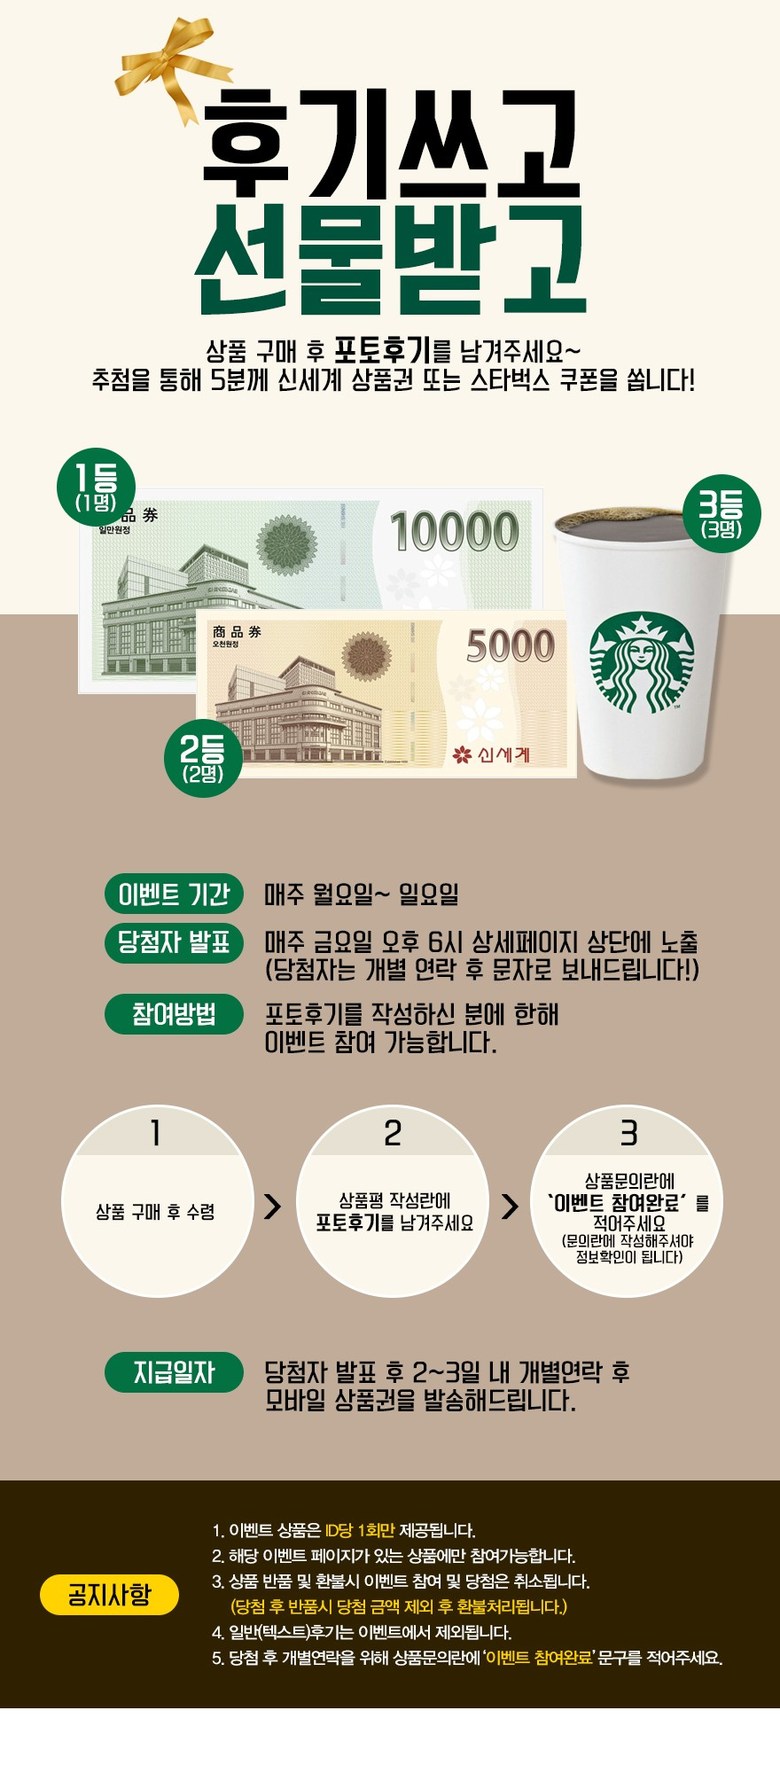 후기쓰고
선물받고
상품 구매 후 포토후기를 남겨주세요~
추첨을 통해 5분께 신세계 상품권 또는 스타벅스 쿠폰을 쏩니다!
1등
(1명)
品 券
일만원정
10000
3등
(3명)
商 品 券
오천원정
5000
신세계
2등
(2명)
이벤트 기간
매주 월요일~ 일요일
당첨자 발표
매주 금요일 오후 6시 상세페이지 상단에 노출
(당첨자는 개별 연락 후 문자로 보내드립니다!)
참여방법
포토후기를 작성하신 분에 한해
이벤트 참여 가능합니다.
1
상품 구매 후 수령
>
2
상품평 작성란에
포토후기를 남겨주세요
>
3
상품문의란에
‘이벤트 참여완료’ 를
적어주세요
(문의란에 작성해주셔야
정보확인이 됩니다)
지급일자
당첨자 발표 후 2~3일 내 개별연락 후
모바일 상품권을 발송해드립니다.
공지사항
1. 이벤트 상품은 ID당 1회만 제공됩니다.
2. 해당 이벤트 페이지가 있는 상품에만 참여가능합니다.
3. 상품 반품 및 환불시 이벤트 참여 및 당첨은 취소됩니다.
(당첨 후 반품시 당첨 금액 제외 후 환불처리됩니다.)
4. 일반(텍스트)후기는 이벤트에서 제외됩니다.
5. 당첨 후 개별연락을 위해 상품문의란에 ‘이벤트 참여완료’ 문구를 적어주세요.